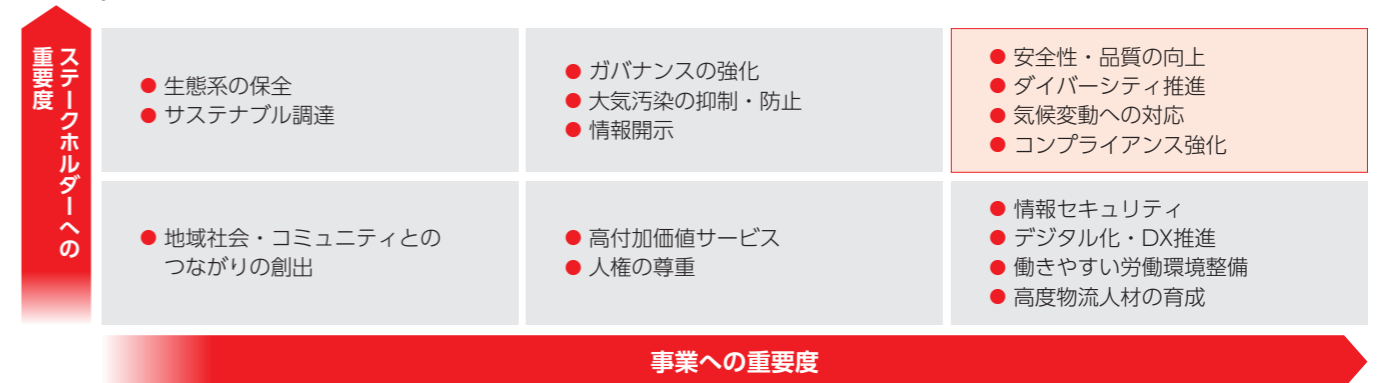 ステークホルダーへの
重要度
● 生態系の保全
● サステナブル調達
● ガバナンスの強化
● 大気汚染の抑制・防止
● 情報開示
● 安全性・品質の向上
● ダイバーシティ推進
● 気候変動への対応
● コンプライアンス強化
● 地域社会・コミュニティとの
つながりの創出
● 高付加価値サービス
● 人権の尊重
● 情報セキュリティ
● デジタル化・DX推進
● 働きやすい労働環境整備
● 高度物流人材の育成
事業への重要度